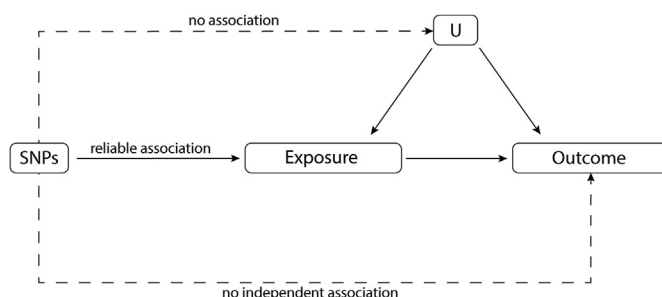 no association
U
SNPs
reliable association
Exposure
Outcome
no independent association